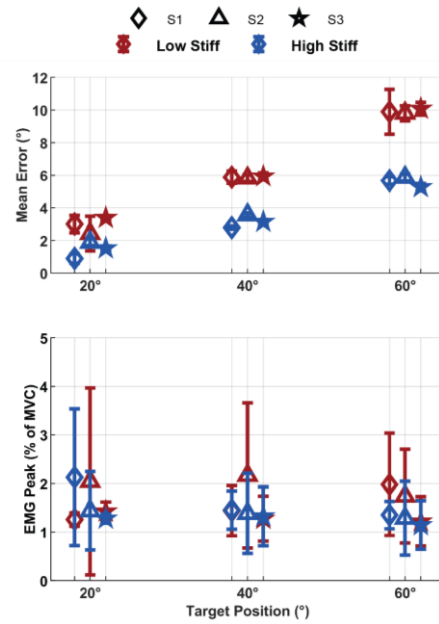 S1 S2 S3
Low Stiff High Stiff
Mean Error (°)
12
10
8
6
4
2
0
20° 40° 60°
EMG Peak (% of MVC)
5
4
3
2
1
0
20° 40° 60°
Target Position (°)